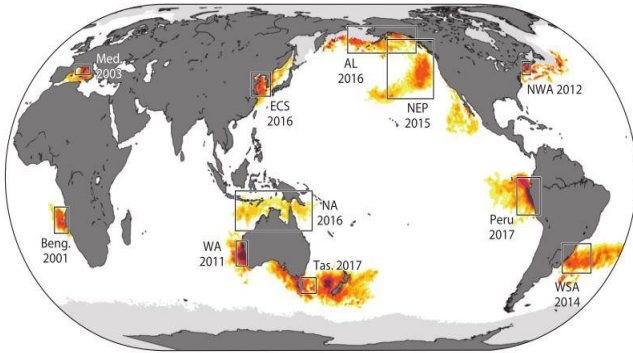 Med.
2003
AL
2016
ECS
2016
NEP
2015
NWA 2012
NA
2016
Beng.
2001
WA
2011
Tas. 2017
Peru
2017
WSA
2014